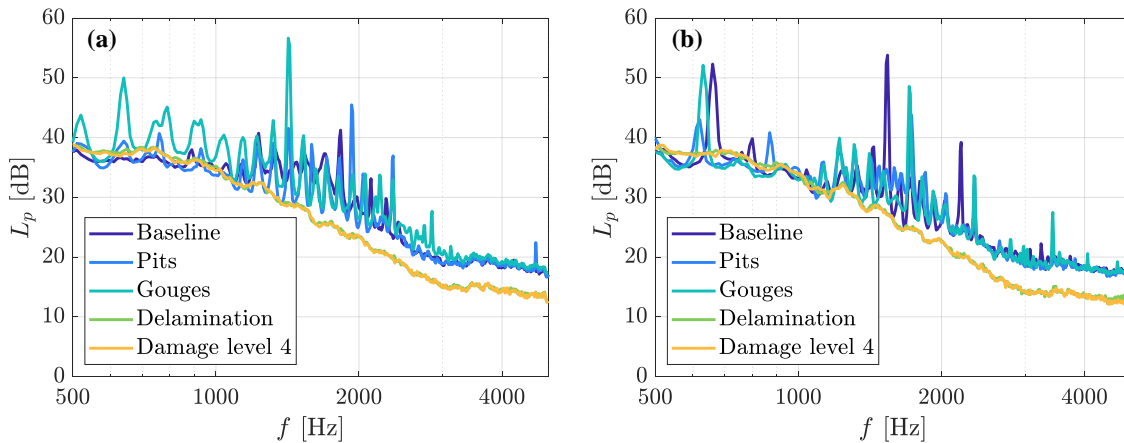 (a)
60
50
40
30
20
10
0
L_p [dB]
Baseline
Pits
Gouges
Delamination
Damage level 4
500
1000
2000
4000
f [Hz]
(b)
60
50
40
30
20
10
0
L_p [dB]
Baseline
Pits
Gouges
Delamination
Damage level 4
500
1000
2000
4000
f [Hz]